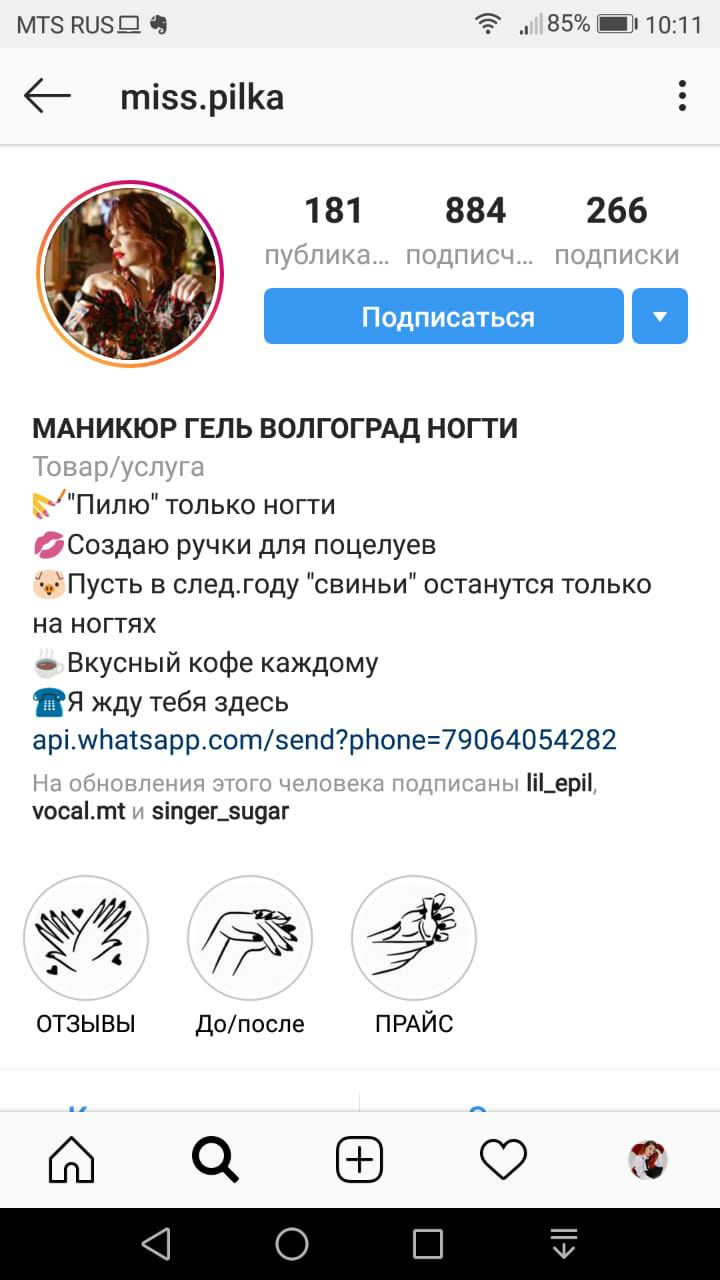 MTS RUS 85% 10:11
miss.pilka
181 884 266
публика... подписч... подписки
Подписаться
МАНИКЮР ГЕЛЬ ВОЛГОГРАД НОГТИ
Товар/услуга
💅"Пилю" только ногти
💋Создаю ручки для поцелуев
🐷Пусть в след.году "свиньи" останутся только
на ногтях
☕Вкусный кофе каждому
☎Я жду тебя здесь
api.whatsapp.com/send?phone=79064054282
На обновления этого человека подписаны lil_epil,
vocal.mt и singer_sugar
ОТЗЫВЫ До/после ПРАЙС